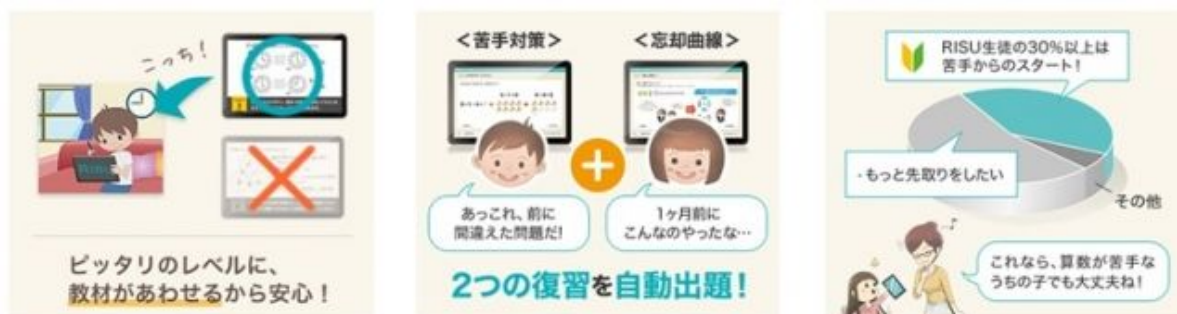 こっち!
ピッタリのレベルに、
教材があわせるから安心!
<苦手対策>
<忘却曲線>
あっこれ、前に
間違えた問題だ!
1ヶ月前に
こんなのやったな…
2つの復習を自動出題!
RISU生徒の30%以上は
苦手からのスタート!
・もっと先取りをしたい
その他
これなら、算数が苦手な
うちの子でも大丈夫ね!